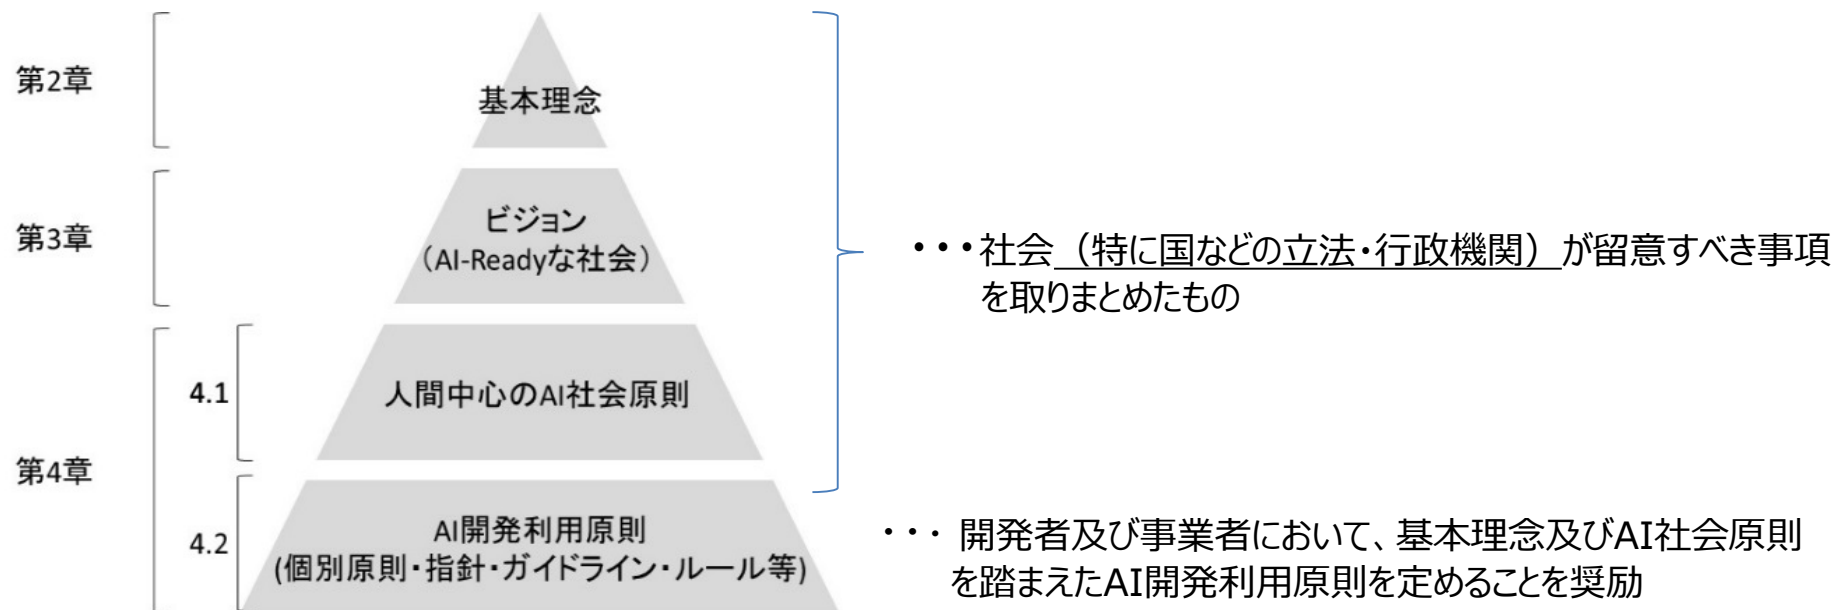 第2章
基本理念
第3章
ビジョン
(AI-Readyな社会)
・・・社会(特に国などの立法・行政機関)が留意すべき事項
を取りまとめたもの
第4章
4.1
人間中心のAI社会原則
4.2
AI開発利用原則
(個別原則・指針・ガイドライン・ルール等)
・・・ 開発者及び事業者において、基本理念及びAI社会原則
を踏まえたAI開発利用原則を定めることを奨励